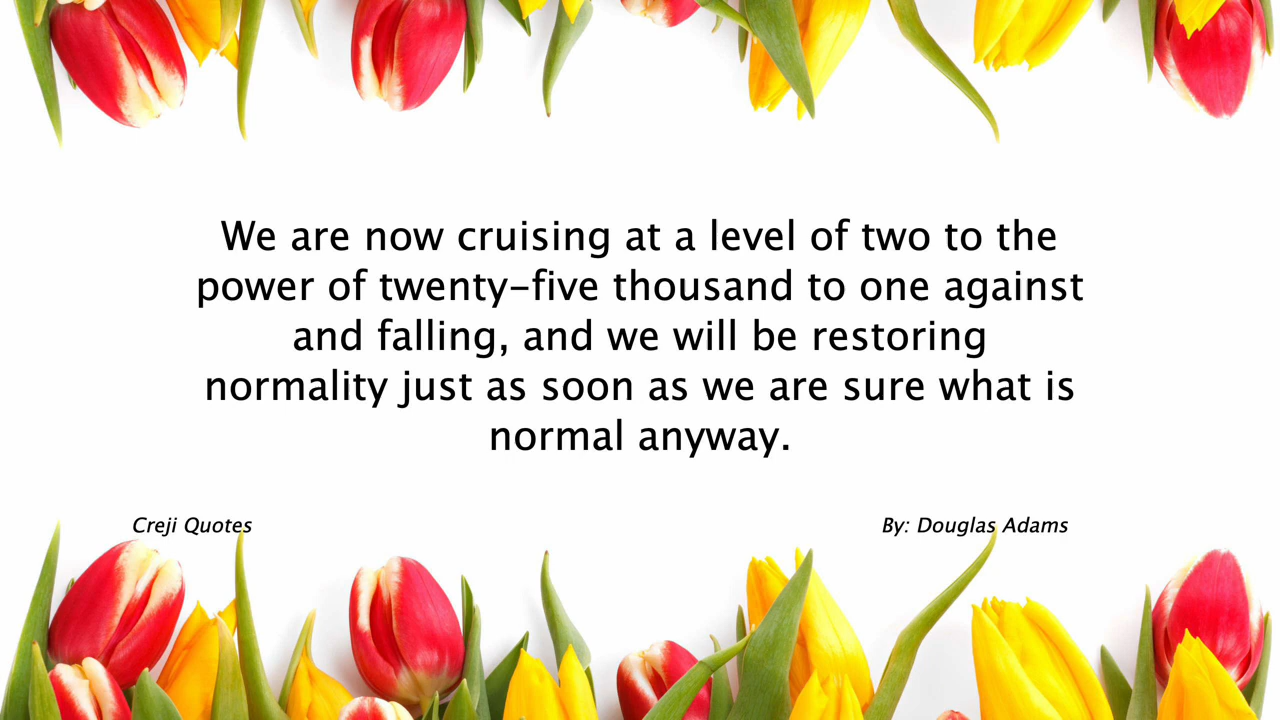 We are now cruising at a level of two to the
power of twenty-five thousand to one against
and falling, and we will be restoring
normality just as soon as we are sure what is
normal anyway.
Creji Quotes
By: Douglas Adams